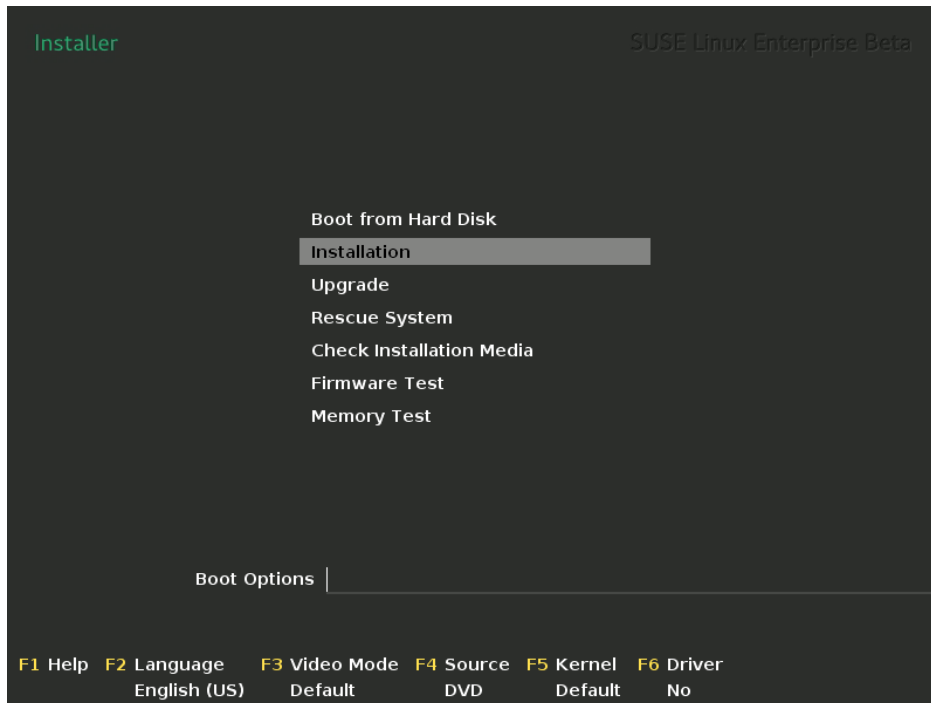 Installer
SUSE Linux Enterprise Beta
Boot from Hard Disk
Installation
Upgrade
Rescue System
Check Installation Media
Firmware Test
Memory Test
Boot Options
F1 Help F2 Language F3 Video Mode F4 Source F5 Kernel F6 Driver
English (US) Default DVD Default No